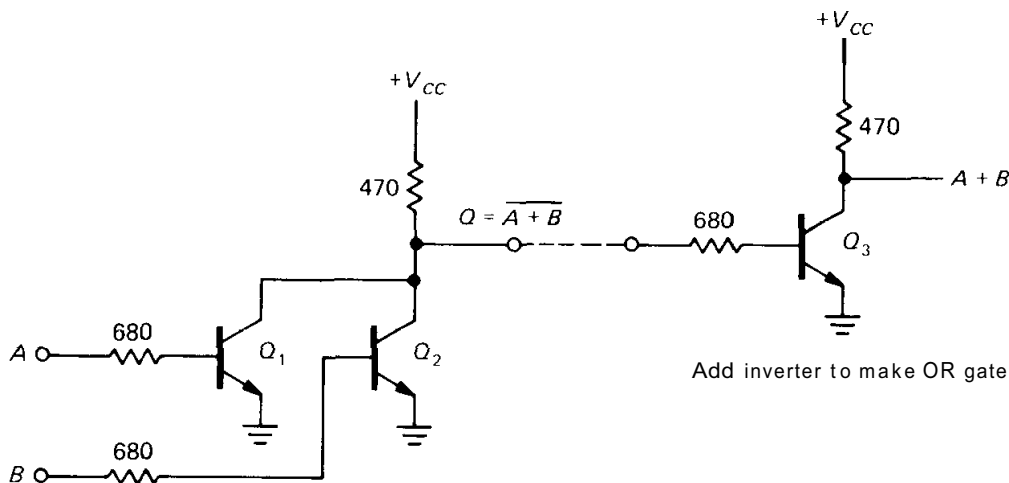 +V_CC
470
A + B
Q_3
+V_CC
470
Q = \overline{A + B}
680
680
A
Q_1
Q_2
Add inverter to make OR gate
680
B